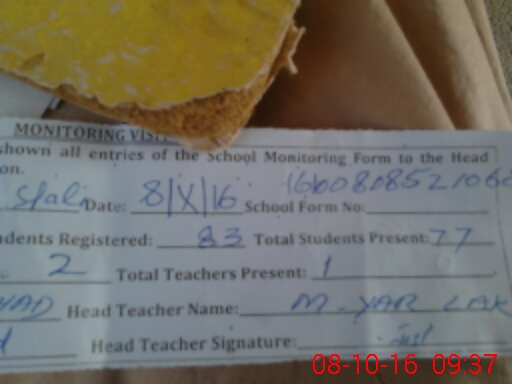 MONITORING VIS
shown all entries of the School Monitoring Form to the Head
on.
Date: 8/X/16 School Form No:
dents Registered: 83 Total Students Present: 77
2 Total Teachers Present: 1
Head Teacher Name: M-YAR LAK
Head Teacher Signature:
08-10-16 09:37